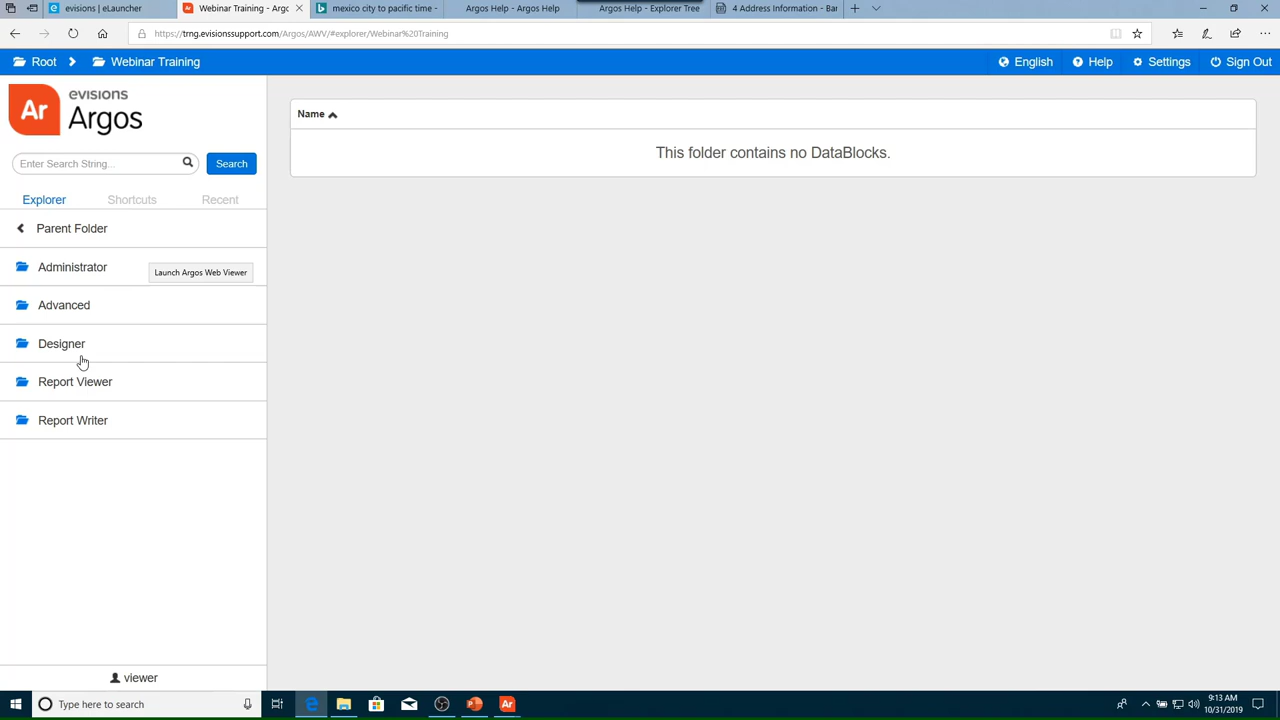 evisions | eLauncher
Webinar Training - Argo
mexico city to pacific time -
Argos Help - Argos Help
Argos Help - Explorer Tree
4 Address Information - Ban
https://trng.evisionssupport.com/Argos/AWV/#explorer/Webinar%20Training
Root
Webinar Training
English
Help
Settings
Sign Out
Ar
evisions
Argos
Enter Search String...
Search
Explorer
Shortcuts
Recent
Parent Folder
Administrator
Launch Argos Web Viewer
Advanced
Designer
Report Viewer
Report Writer
Name
This folder contains no DataBlocks.
viewer
Type here to search
Ar
9:13 AM
10/31/2019